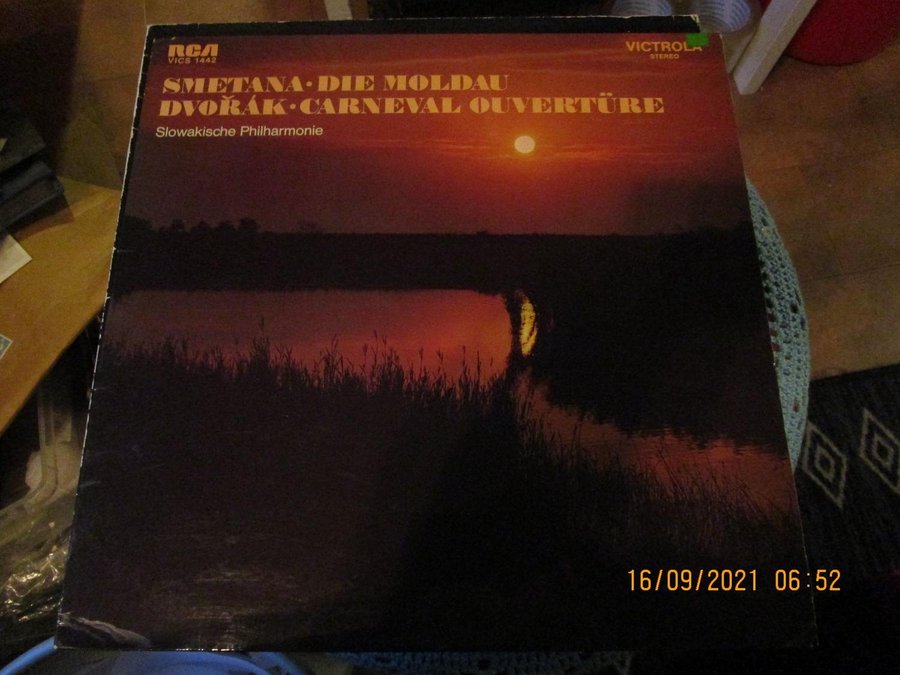 RCA
VICS 1442
VICTROLA
STEREO
SMETANA · DIE MOLDAU
DVOŘÁK · CARNEVAL OUVERTÜRE
Slowakische Philharmonie
16/09/2021 06:52